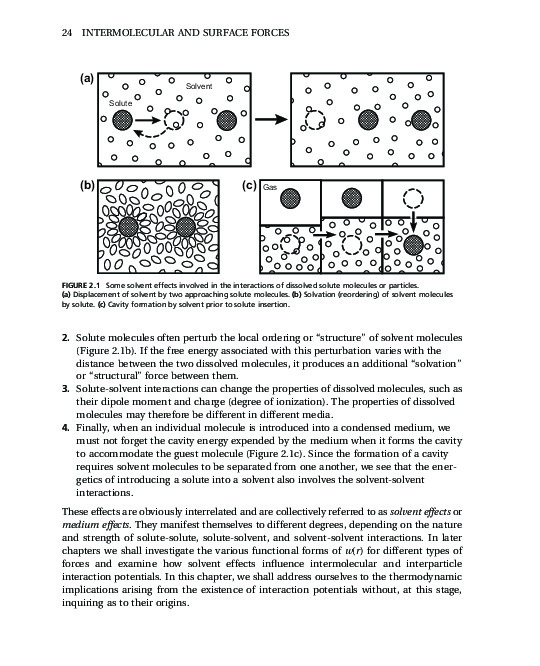 24 INTERMOLECULAR AND SURFACE FORCES
(a)
Solvent
Solute
(b)
(c)
Gas
FIGURE 2.1 Some solvent effects involved in the interactions of dissolved solute molecules or particles.
(a) Displacement of solvent by two approaching solute molecules. (b) Solvation (reordering) of solvent molecules
by solute. (c) Cavity formation by solvent prior to solute insertion.
2. Solute molecules often perturb the local ordering or “structure” of solvent molecules
(Figure 2.1b). If the free energy associated with this perturbation varies with the
distance between the two dissolved molecules, it produces an additional “solvation”
or “structural” force between them.
3. Solute-solvent interactions can change the properties of dissolved molecules, such as
their dipole moment and charge (degree of ionization). The properties of dissolved
molecules may therefore be different in different media.
4. Finally, when an individual molecule is introduced into a condensed medium, we
must not forget the cavity energy expended by the medium when it forms the cavity
to accommodate the guest molecule (Figure 2.1c). Since the formation of a cavity
requires solvent molecules to be separated from one another, we see that the ener-
getics of introducing a solute into a solvent also involves the solvent-solvent
interactions.
These effects are obviously interrelated and are collectively referred to as solvent effects or
medium effects. They manifest themselves to different degrees, depending on the nature
and strength of solute-solute, solute-solvent, and solvent-solvent interactions. In later
chapters we shall investigate the various functional forms of w(r) for different types of
forces and examine how solvent effects influence intermolecular and interparticle
interaction potentials. In this chapter, we shall address ourselves to the thermodynamic
implications arising from the existence of interaction potentials without, at this stage,
inquiring as to their origins.